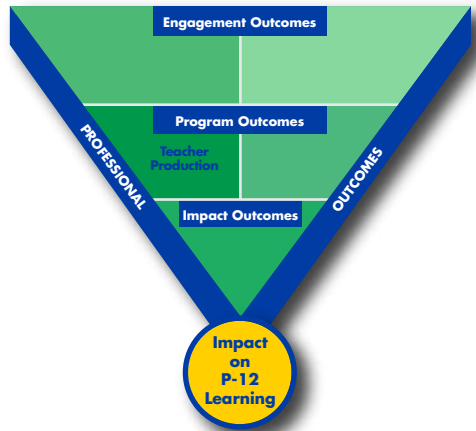 Engagement Outcomes
Program Outcomes
Teacher
Production
PROFESSIONAL
OUTCOMES
Impact Outcomes
Impact
on
P-12
Learning